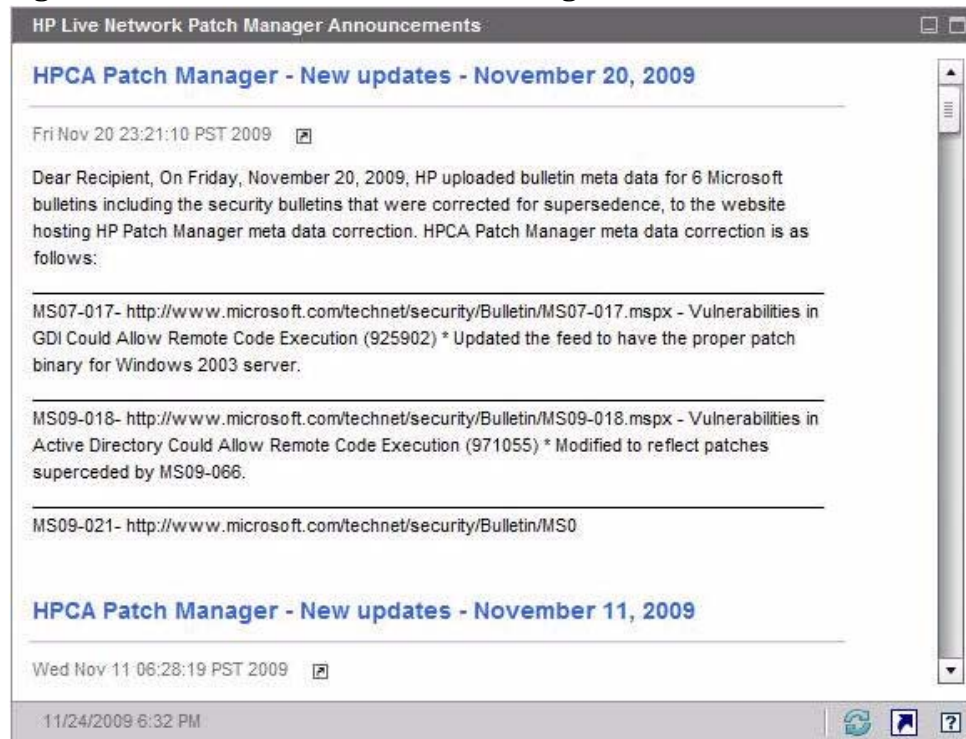 HP Live Network Patch Manager Announcements
HPCA Patch Manager - New updates - November 20, 2009
Fri Nov 20 23:21:10 PST 2009
Dear Recipient, On Friday, November 20, 2009, HP uploaded bulletin meta data for 6 Microsoft
bulletins including the security bulletins that were corrected for supersedence, to the website
hosting HP Patch Manager meta data correction. HPCA Patch Manager meta data correction is as
follows:
MS07-017- http://www.microsoft.com/technet/security/Bulletin/MS07-017.mspx - Vulnerabilities in
GDI Could Allow Remote Code Execution (925902) * Updated the feed to have the proper patch
binary for Windows 2003 server.
MS09-018- http://www.microsoft.com/technet/security/Bulletin/MS09-018.mspx - Vulnerabilities in
Active Directory Could Allow Remote Code Execution (971055) * Modified to reflect patches
superceded by MS09-066.
MS09-021- http://www.microsoft.com/technet/security/Bulletin/MS0
HPCA Patch Manager - New updates - November 11, 2009
Wed Nov 11 06:28:19 PST 2009
11/24/2009 6:32 PM